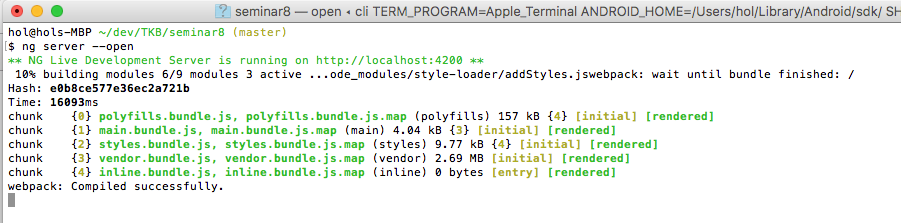 seminar8 — open ◂ cli TERM_PROGRAM=Apple_Terminal ANDROID_HOME=/Users/hol/Library/Android/sdk/ SH
hol@hols-MBP ~/dev/TKB/seminar8 (master)
$ ng server --open
** NG Live Development Server is running on http://localhost:4200 **
10% building modules 6/9 modules 3 active ...ode_modules/style-loader/addStyles.jswebpack: wait until bundle finished: /
Hash: e0b8ce577e36ec2a721b
Time: 16093ms
chunk    {0} polyfills.bundle.js, polyfills.bundle.js.map (polyfills) 157 kB {4} [initial] [rendered]
chunk    {1} main.bundle.js, main.bundle.js.map (main) 4.04 kB {3} [initial] [rendered]
chunk    {2} styles.bundle.js, styles.bundle.js.map (styles) 9.77 kB {4} [initial] [rendered]
chunk    {3} vendor.bundle.js, vendor.bundle.js.map (vendor) 2.69 MB [initial] [rendered]
chunk    {4} inline.bundle.js, inline.bundle.js.map (inline) 0 bytes [entry] [rendered]
webpack: Compiled successfully.